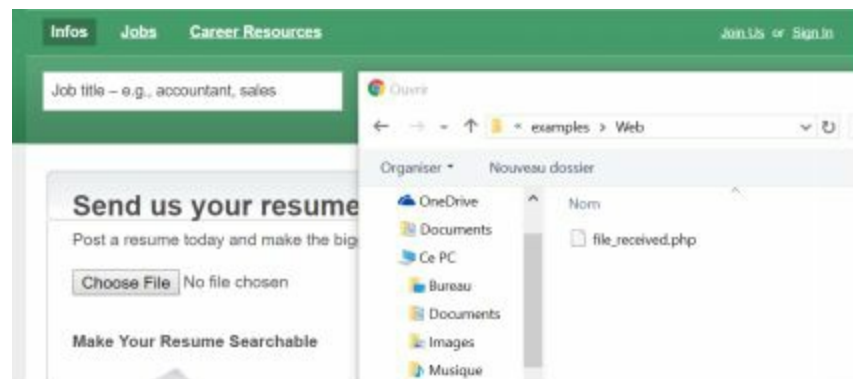 Infos Jobs Career Resources Join Us or Sign In
Job title – e.g., accountant, sales
Send us your resume
Post a resume today and make the big
Choose File No file chosen
Make Your Resume Searchable
Ouvrir
examples > Web
Organiser Nouveau dossier
OneDrive
Documents
Ce PC
Bureau
Documents
Images
Musique
Nom
file_received.php